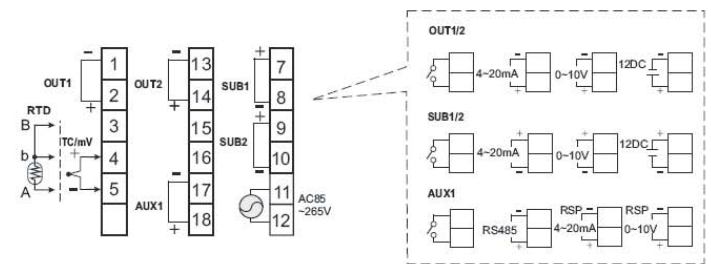 OUT1/2
4~20mA 0~10V 12DC
SUB1/2
4~20mA 0~10V 12DC
AUX1
RS485 RSP 4~20mA RSP 0~10V
OUT1
- 1
+ 2
RTD
B 3
b TC/mV + 4
A - 5
OUT2
- 13
+ 14
15
16
AUX1
- 17
+ 18
SUB1
+ 7
- 8
SUB2
+ 9
- 10
11 AC85
12 ~265V